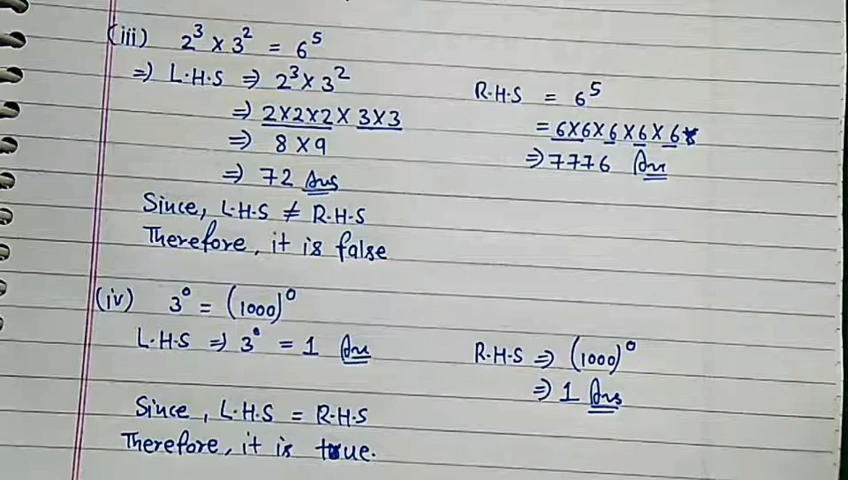 (iii) 2³ × 3² = 6⁵
⇒ L.H.S ⇒ 2³ × 3²
⇒ 2×2×2 × 3×3
⇒ 8 × 9
⇒ 72 Ans
Since, L.H.S ≠ R.H.S
Therefore, it is false
R.H.S = 6⁵
= 6×6×6×6×6
⇒ 7776 Ans
(iv) 3⁰ = (1000)⁰
L.H.S ⇒ 3⁰ = 1 Ans
R.H.S ⇒ (1000)⁰
⇒ 1 Ans
Since, L.H.S = R.H.S
Therefore, it is true.